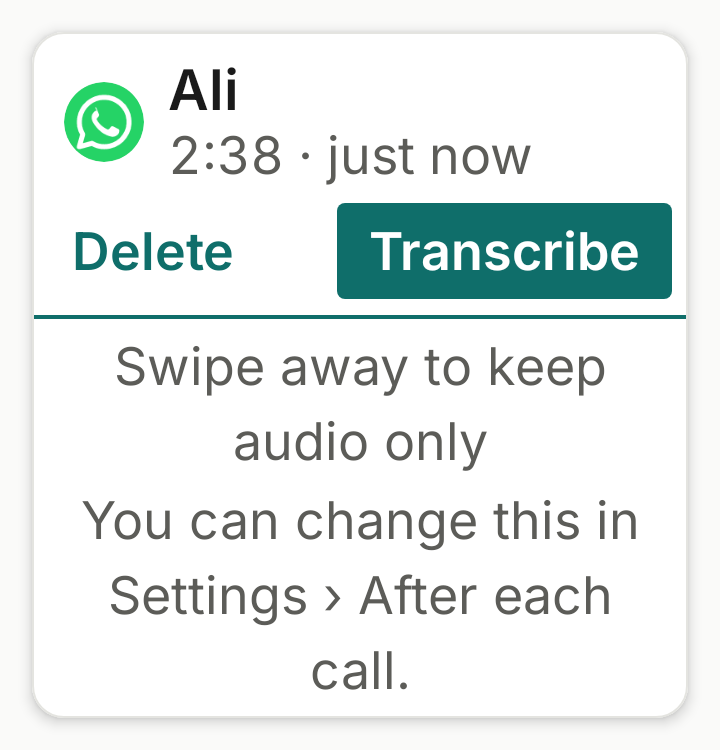 Ali
2:38 · just now
Delete
Transcribe
Swipe away to keep
audio only
You can change this in
Settings › After each
call.